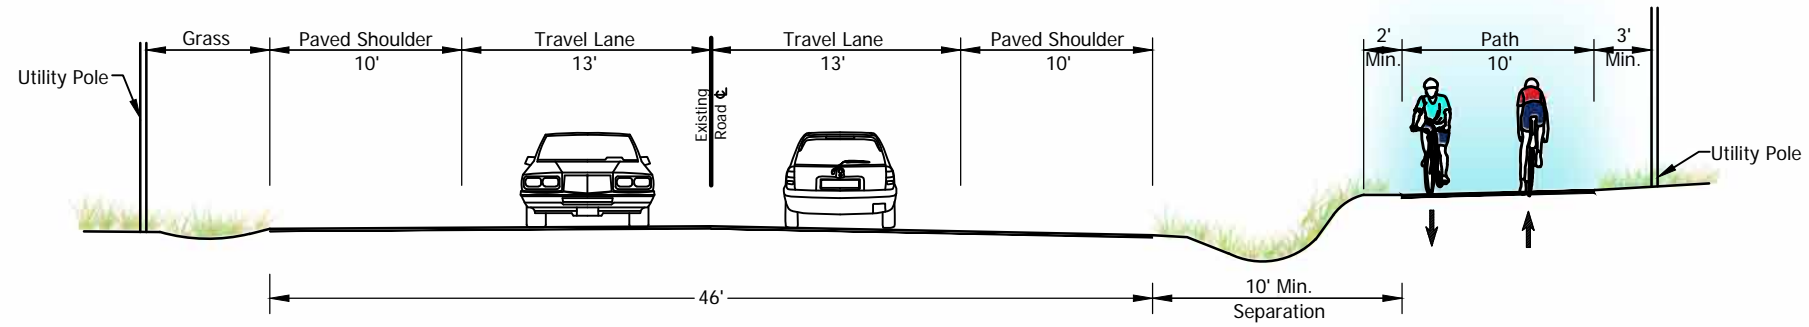 Grass
Paved Shoulder
10'
Travel Lane
13'
Travel Lane
13'
Paved Shoulder
10'
2'
Min.
Path
10'
3'
Min.
Utility Pole
Existing
Road ℄
Utility Pole
46'
10' Min.
Separation